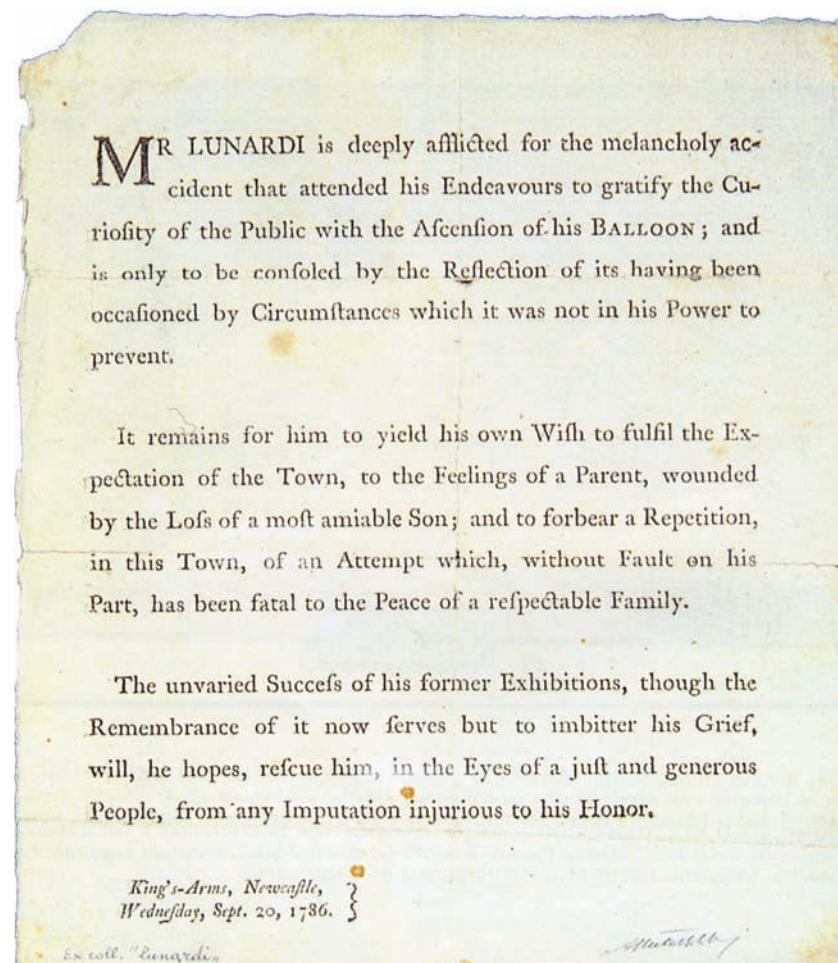 MR LUNARDI is deeply afflicted for the melancholy ac-
cident that attended his Endeavours to gratify the Cu-
rioſity of the Public with the Aſcenſion of his BALLOON; and
is only to be conſoled by the Reflection of its having been
occaſioned by Circumſtances which it was not in his Power to
prevent.
It remains for him to yield his own Wiſh to fulfil the Ex-
pectation of the Town, to the Feelings of a Parent, wounded
by the Loſs of a moſt amiable Son; and to forbear a Repetition,
in this Town, of an Attempt which, without Fault on his
Part, has been fatal to the Peace of a reſpectable Family.
The unvaried Succeſs of his former Exhibitions, though the
Remembrance of it now ſerves but to imbitter his Grief,
will, he hopes, reſcue him, in the Eyes of a juſt and generous
People, from any Imputation injurious to his Honor.
King's-Arms, Newcaſtle,
Wedneſday, Sept. 20, 1786.
Ex coll. "Lunardi"